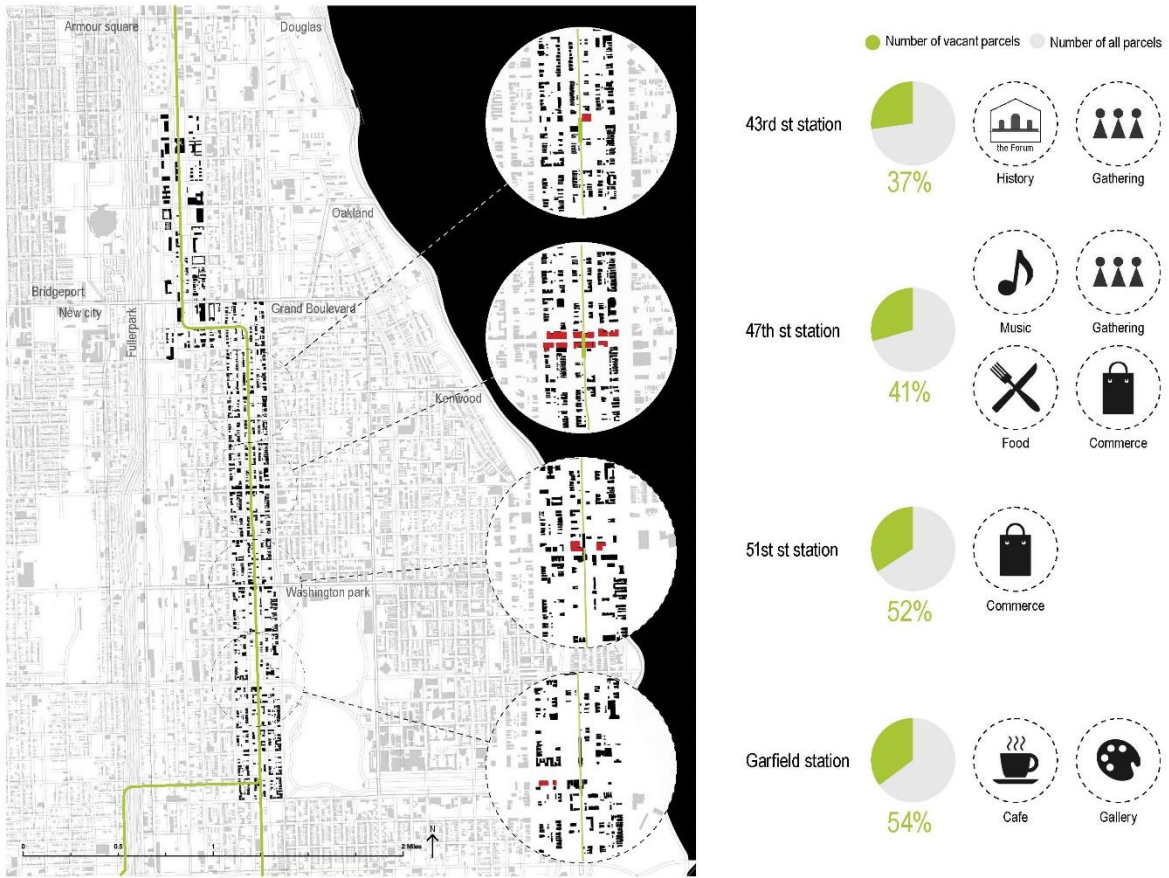 Armour square
Douglas
Oakland
Bridgeport
New city
Fullerpark
Grand Boulevard
Kenwood
Washington park
0 0.5 1 2 Miles
N
Number of vacant parcels Number of all parcels
43rd st station
37%
the Forum
History
Gathering
47th st station
41%
Music
Gathering
Food
Commerce
51st st station
52%
Commerce
Garfield station
54%
Cafe
Gallery